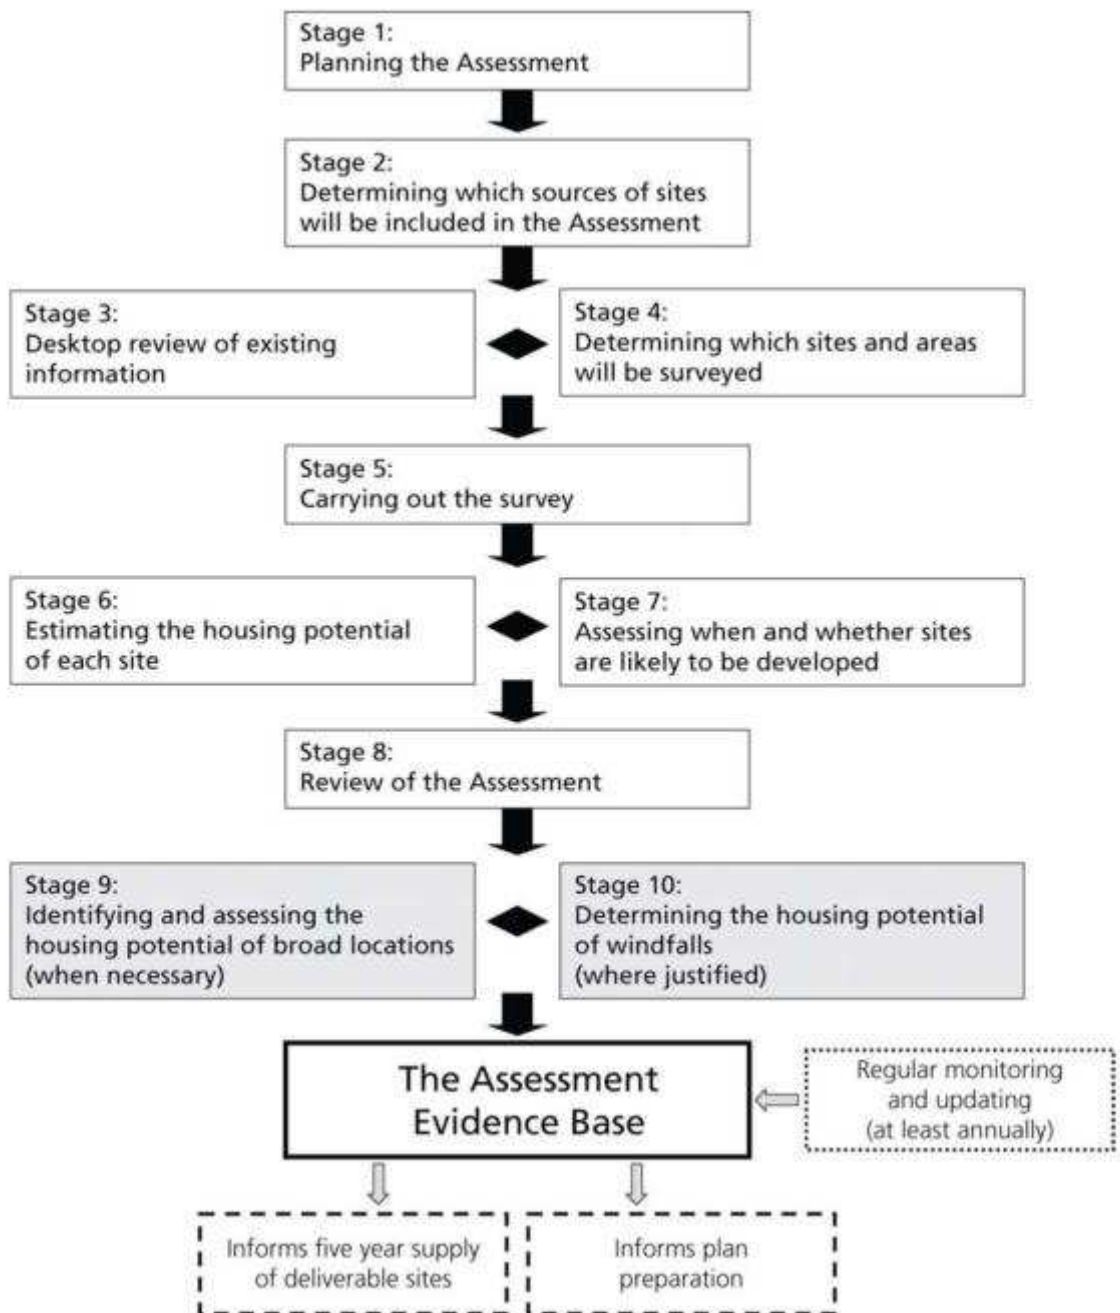 Stage 1:
Planning the Assessment
Stage 2:
Determining which sources of sites
will be included in the Assessment
Stage 3:
Desktop review of existing
information
Stage 4:
Determining which sites and areas
will be surveyed
Stage 5:
Carrying out the survey
Stage 6:
Estimating the housing potential
of each site
Stage 7:
Assessing when and whether sites
are likely to be developed
Stage 8:
Review of the Assessment
Stage 9:
Identifying and assessing the
housing potential of broad locations
(when necessary)
Stage 10:
Determining the housing potential
of windfalls
(where justified)
The Assessment
Evidence Base
Regular monitoring
and updating
(at least annually)
Informs five year supply
of deliverable sites
Informs plan
preparation